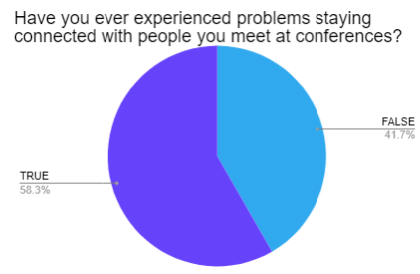 Have you ever experienced problems staying
connected with people you meet at conferences?
FALSE
41.7%
TRUE
58.3%